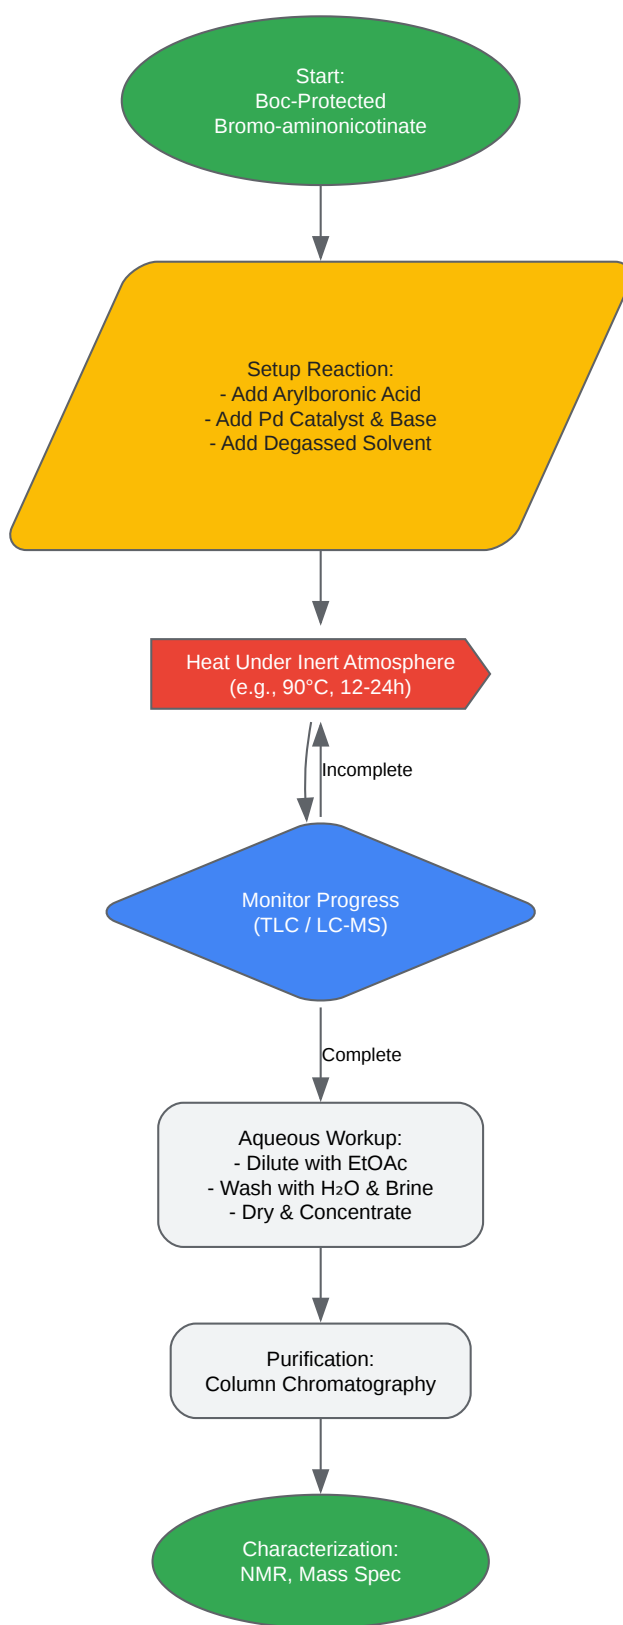 Start:
Boc-Protected
Bromo-aminonicotinate
Setup Reaction:
- Add Arylboronic Acid
- Add Pd Catalyst & Base
- Add Degassed Solvent
Heat Under Inert Atmosphere
(e.g., 90°C, 12-24h)
Incomplete
Monitor Progress
(TLC / LC-MS)
Complete
Aqueous Workup:
- Dilute with EtOAc
- Wash with H₂O & Brine
- Dry & Concentrate
Purification:
Column Chromatography
Characterization:
NMR, Mass Spec